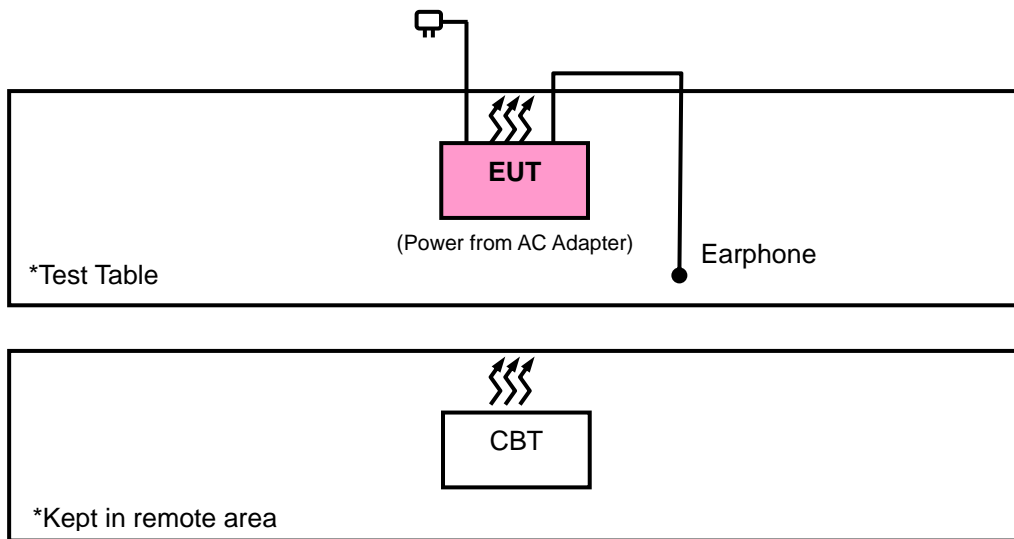 EUT
(Power from AC Adapter)
Earphone
*Test Table
CBT
*Kept in remote area